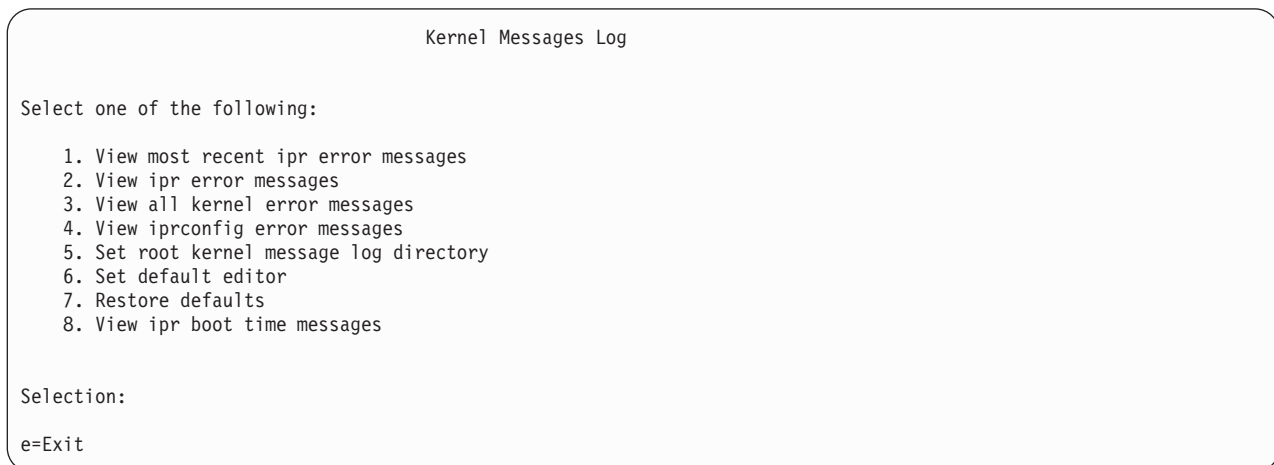 Kernel Messages Log
Select one of the following:
1. View most recent ipr error messages
2. View ipr error messages
3. View all kernel error messages
4. View iprconfig error messages
5. Set root kernel message log directory
6. Set default editor
7. Restore defaults
8. View ipr boot time messages
Selection:
e=Exit